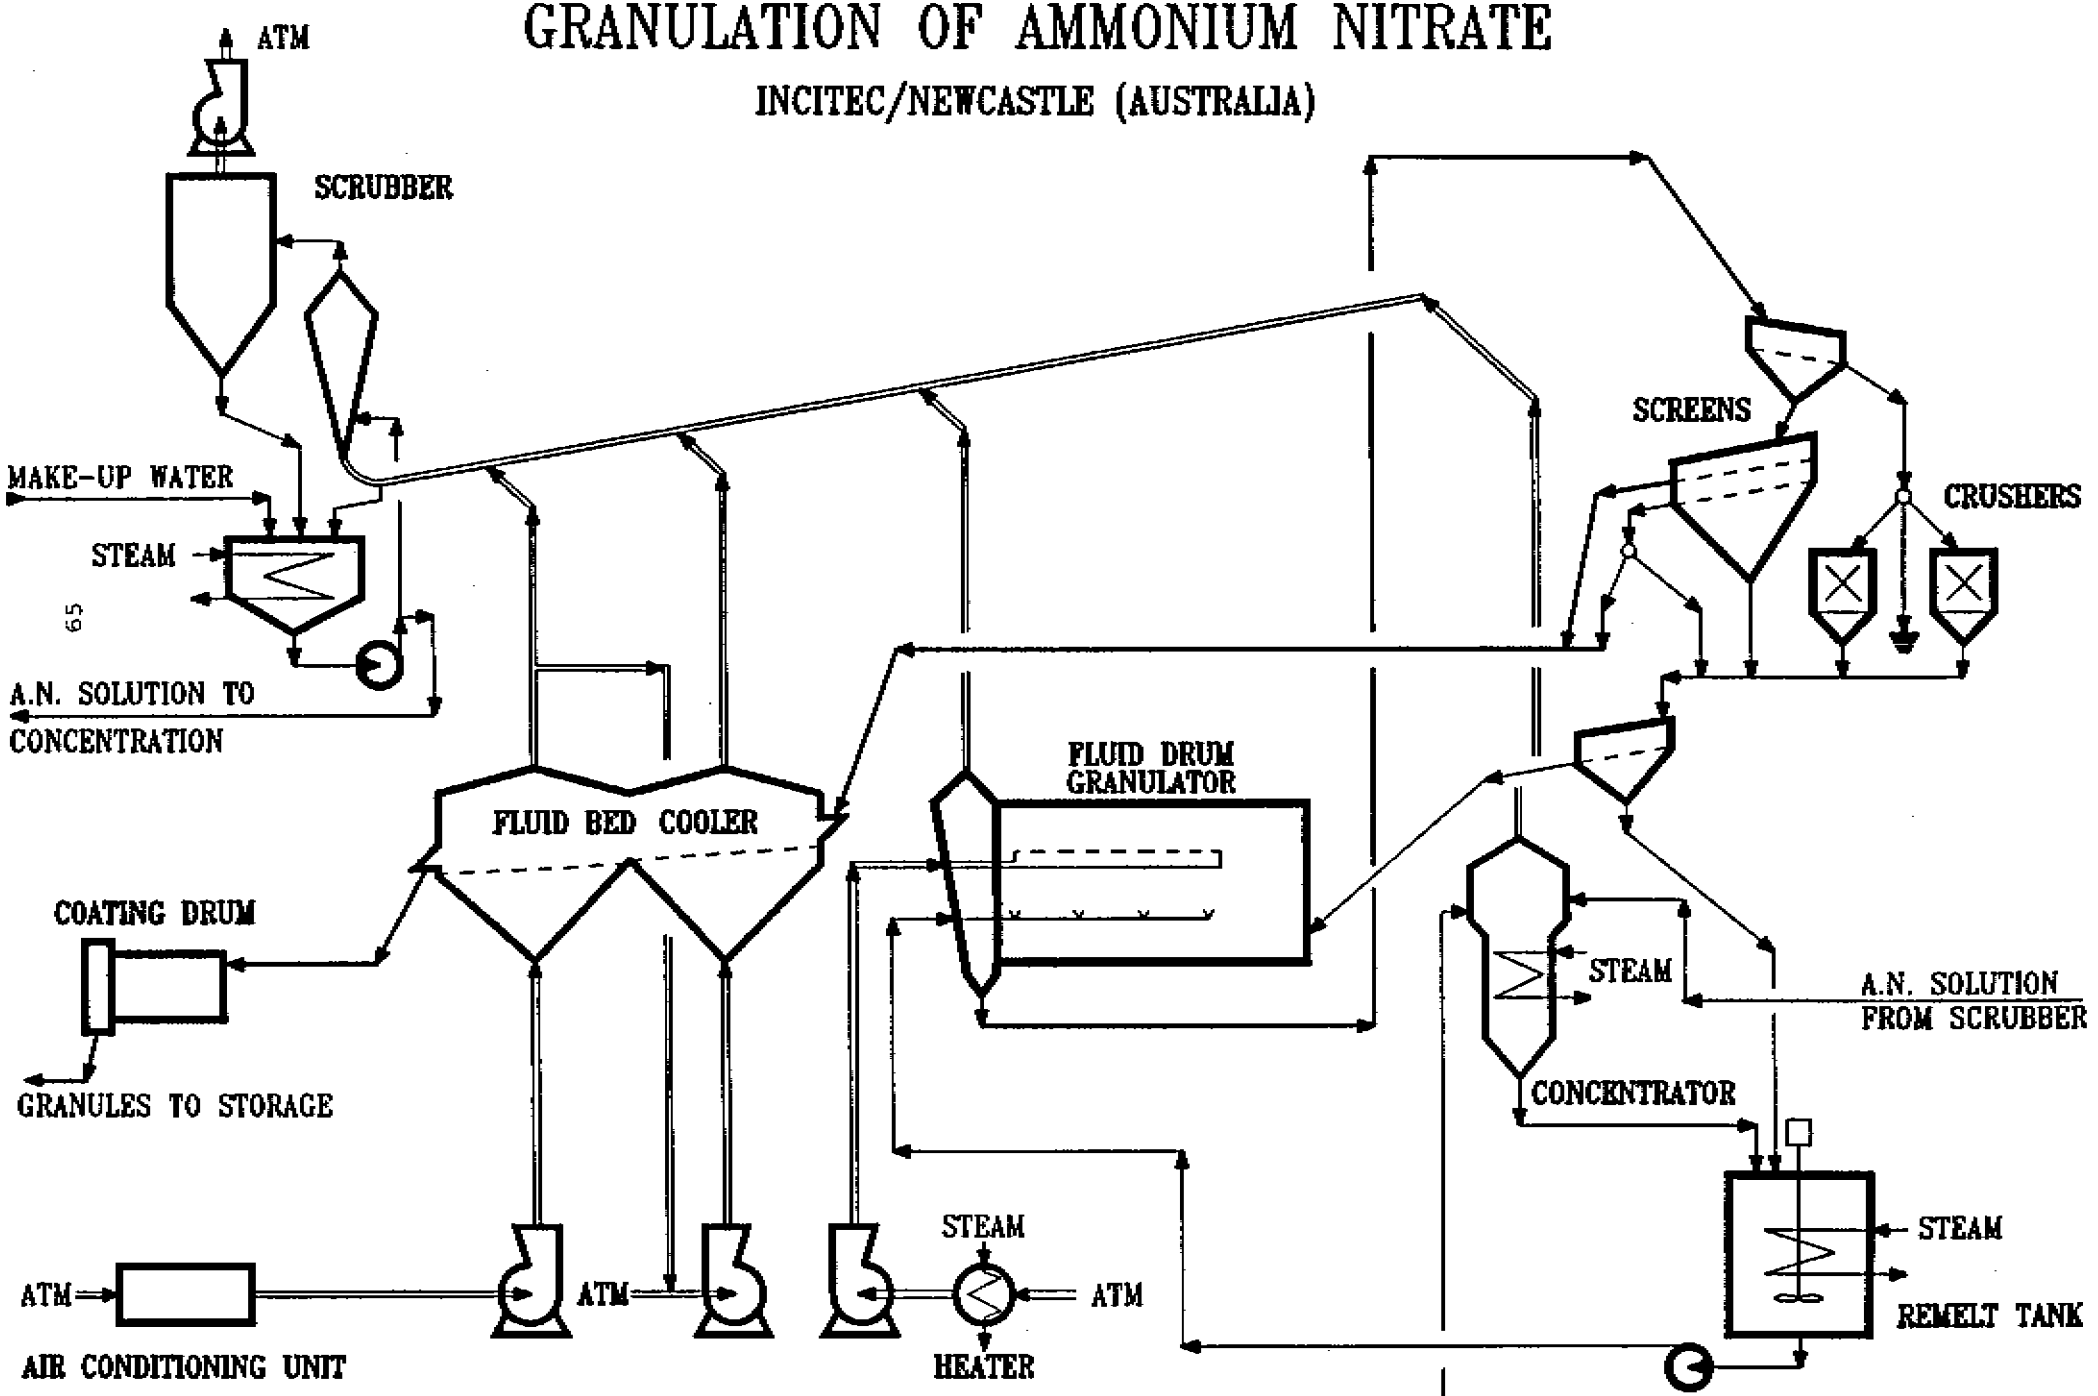 GRANULATION OF AMMONIUM NITRATE
INCITEC/NEWCASTLE (AUSTRALIA)
ATM
SCRUBBER
SCREENS
MAKE-UP WATER
CRUSHERS
STEAM
65
A.N. SOLUTION TO
CONCENTRATION
FLUID DRUM
GRANULATOR
FLUID BED COOLER
COATING DRUM
STEAM
A.N. SOLUTION
FROM SCRUBBER
GRANULES TO STORAGE
CONCENTRATOR
STEAM
STEAM
ATM
ATM
ATM
REMELT TANK
AIR CONDITIONING UNIT
HEATER